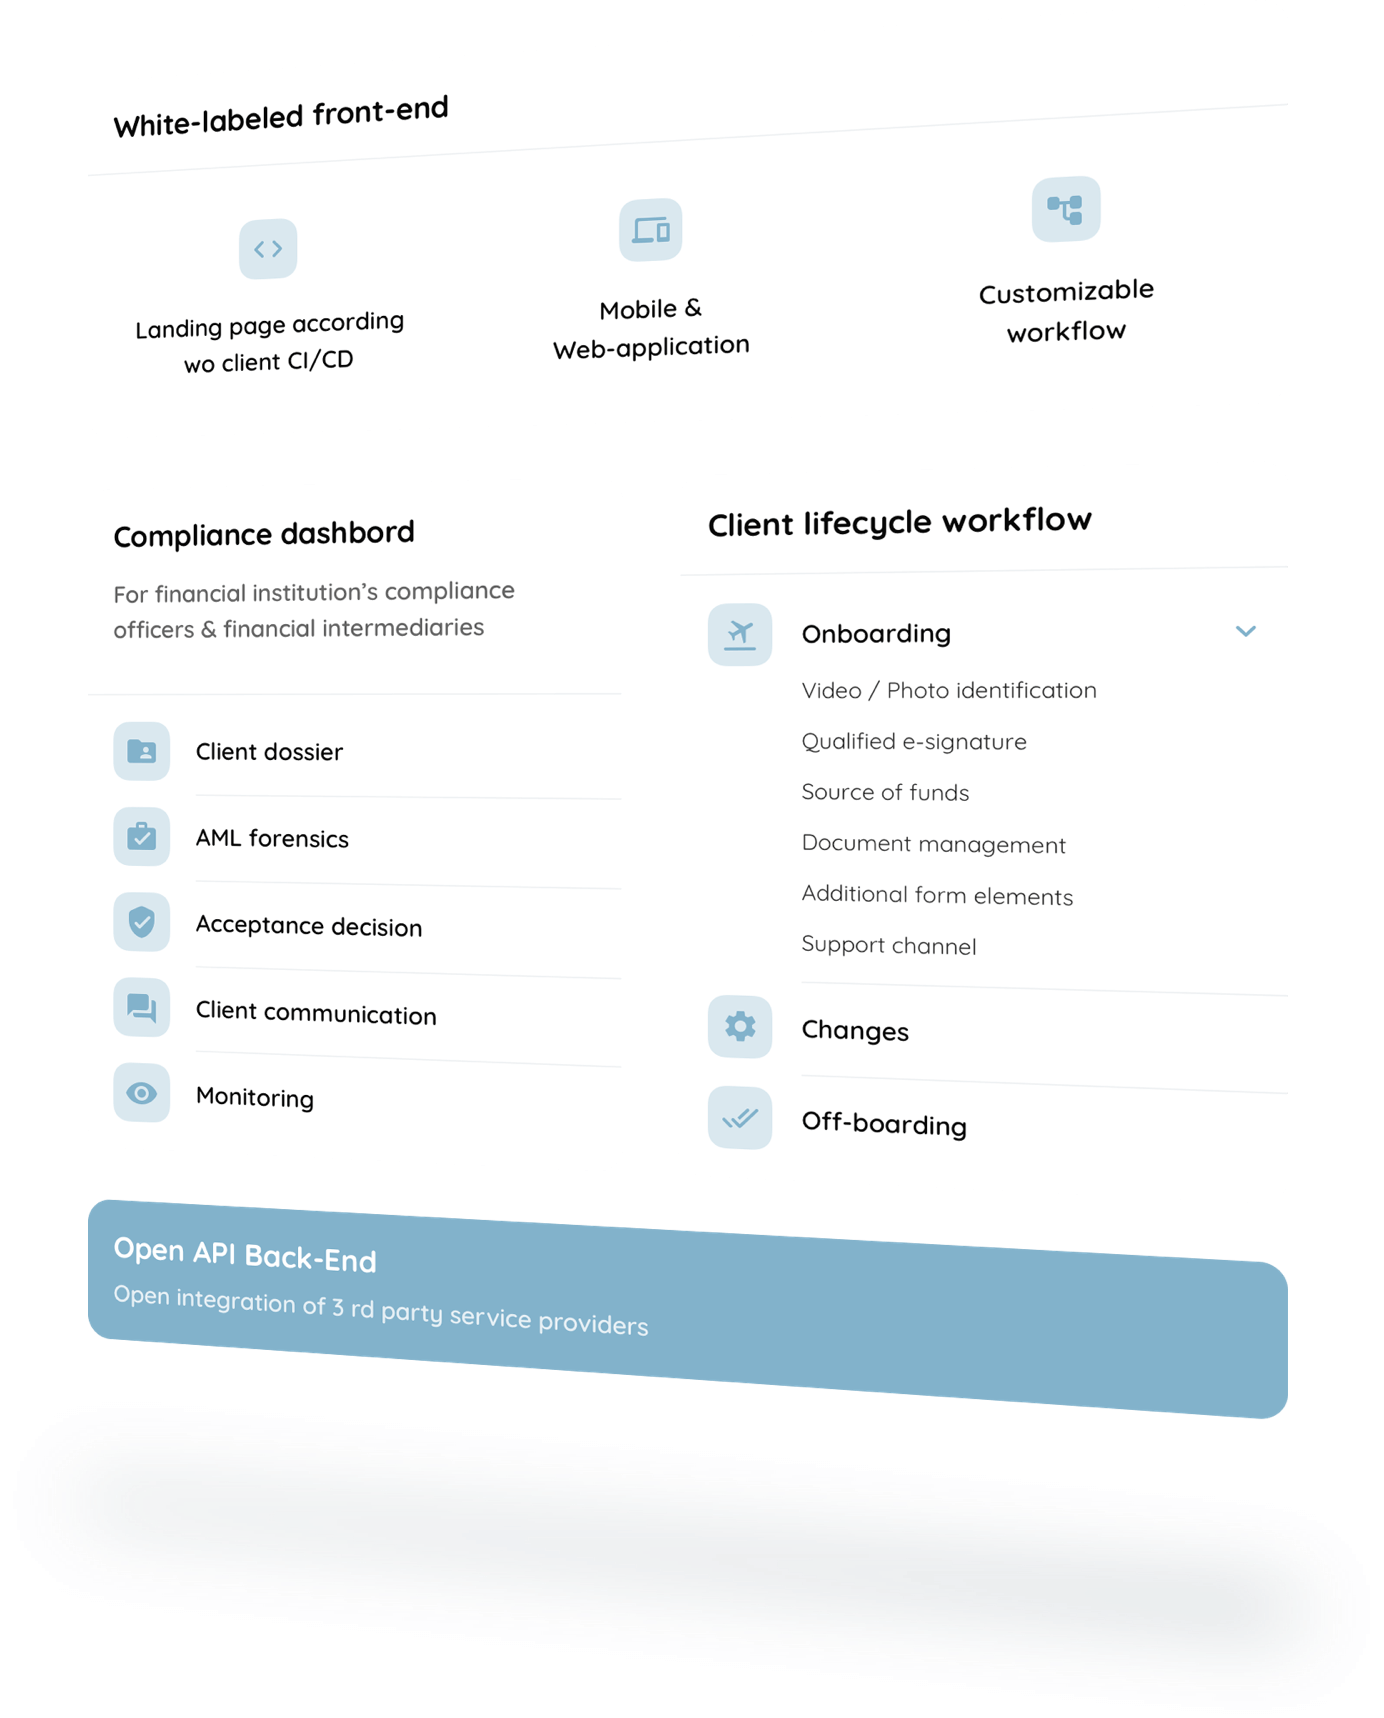 White-labeled front-end
Landing page according
wo client CI/CD
Mobile &
Web-application
Customizable
workflow
Compliance dashbord
For financial institution’s compliance
officers & financial intermediaries
Client dossier
AML forensics
Acceptance decision
Client communication
Monitoring
Client lifecycle workflow
Onboarding
Video / Photo identification
Qualified e-signature
Source of funds
Document management
Additional form elements
Support channel
Changes
Off-boarding
Open API Back-End
Open integration of 3 rd party service providers